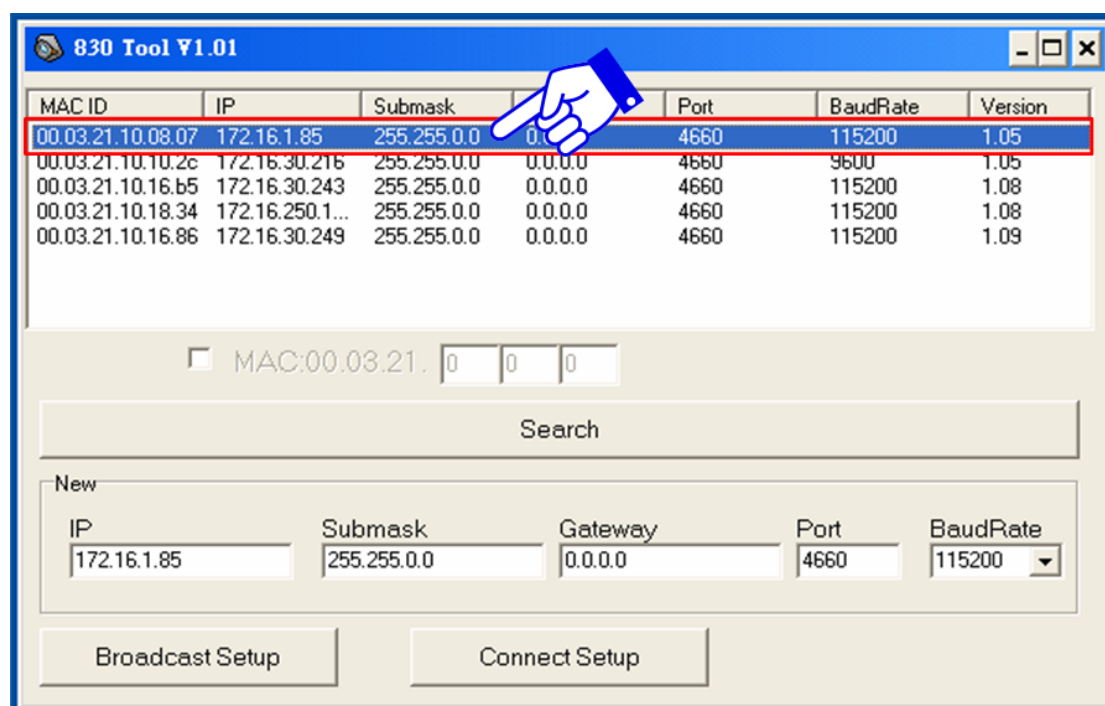 830 Tool V1.01
MAC ID IP Submask Port BaudRate Version
00.03.21.10.08.07 172.16.1.85 255.255.0.0 4660 115200 1.05
00.03.21.10.10.2c 172.16.30.216 255.255.0.0 0.0.0.0 4660 9600 1.05
00.03.21.10.16.b5 172.16.30.243 255.255.0.0 0.0.0.0 4660 115200 1.08
00.03.21.10.18.34 172.16.250.1... 255.255.0.0 0.0.0.0 4660 115200 1.08
00.03.21.10.16.86 172.16.30.249 255.255.0.0 0.0.0.0 4660 115200 1.09
MAC:00.03.21. 0 0 0
Search
New
IP Submask Gateway Port BaudRate
172.16.1.85 255.255.0.0 0.0.0.0 4660 115200
Broadcast Setup Connect Setup